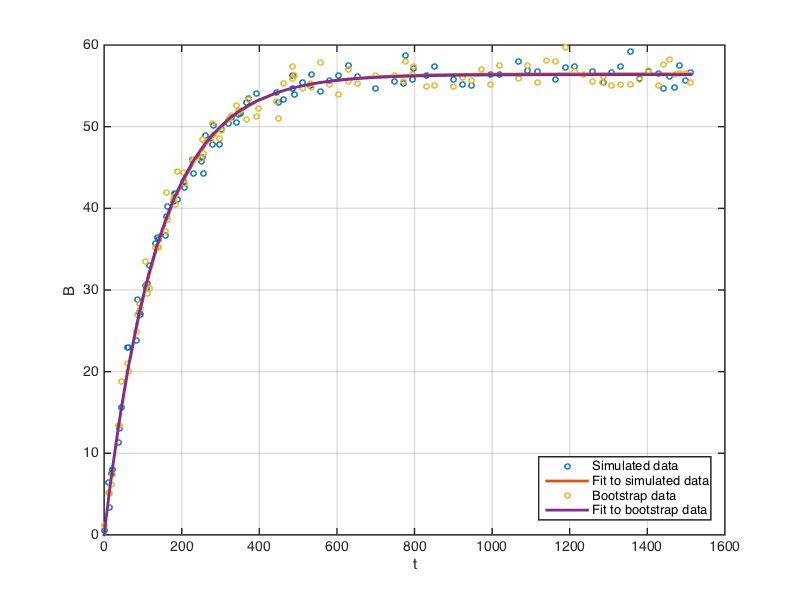 60
50
40
30
20
10
0
B
0 200 400 600 800 1000 1200 1400 1600
t
Simulated data
Fit to simulated data
Bootstrap data
Fit to bootstrap data